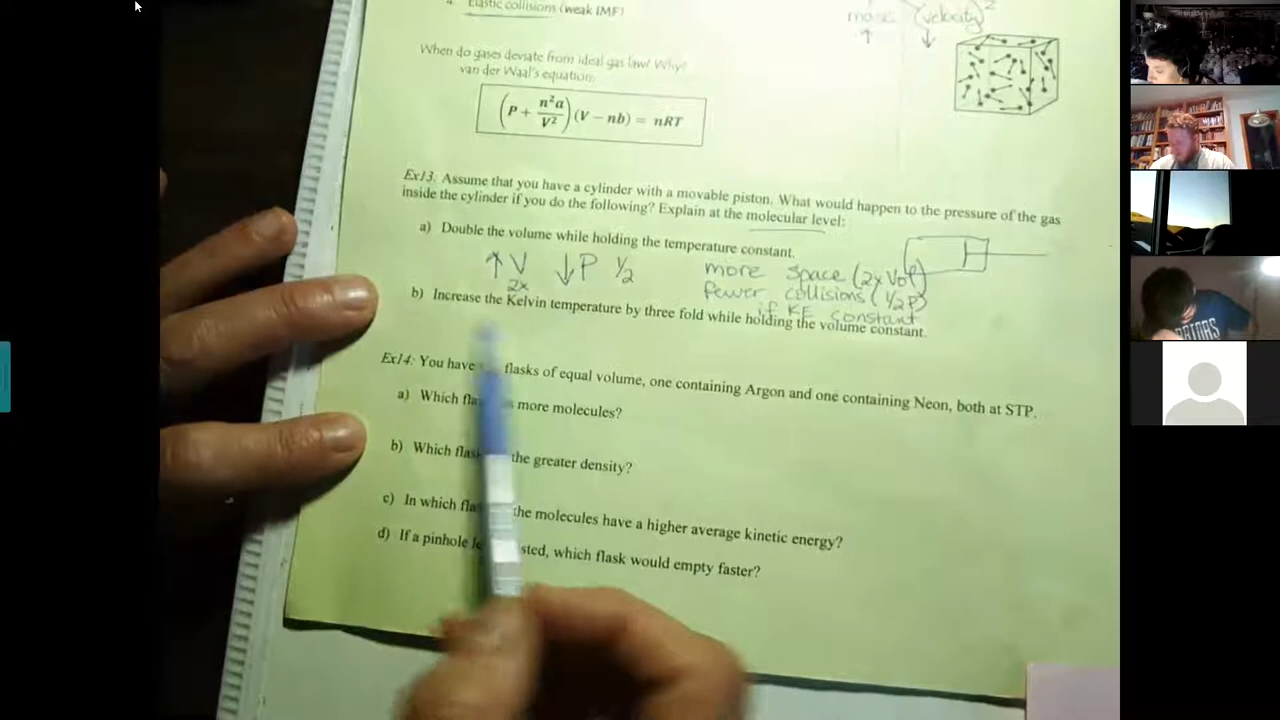 4. Elastic collisions (weak IMF)
mass (velocity)²
↑ ↓
When do gases deviate from ideal gas law? Why?
van der Waal's equation:
(P + n²a/V²)(V − nb) = nRT
Ex13: Assume that you have a cylinder with a movable piston. What would happen to the pressure of the gas
inside the cylinder if you do the following? Explain at the molecular level:
a) Double the volume while holding the temperature constant.
↑V ↓P 1/2 more space (2x Vol)
2x fewer collisions (1/2 P)
if KE constant
b) Increase the Kelvin temperature by three fold while holding the volume constant.
Ex14: You have flasks of equal volume, one containing Argon and one containing Neon, both at STP.
a) Which more molecules?
b) Which the greater density?
c) In which the molecules have a higher average kinetic energy?
d) If a pinhole which flask would empty faster?